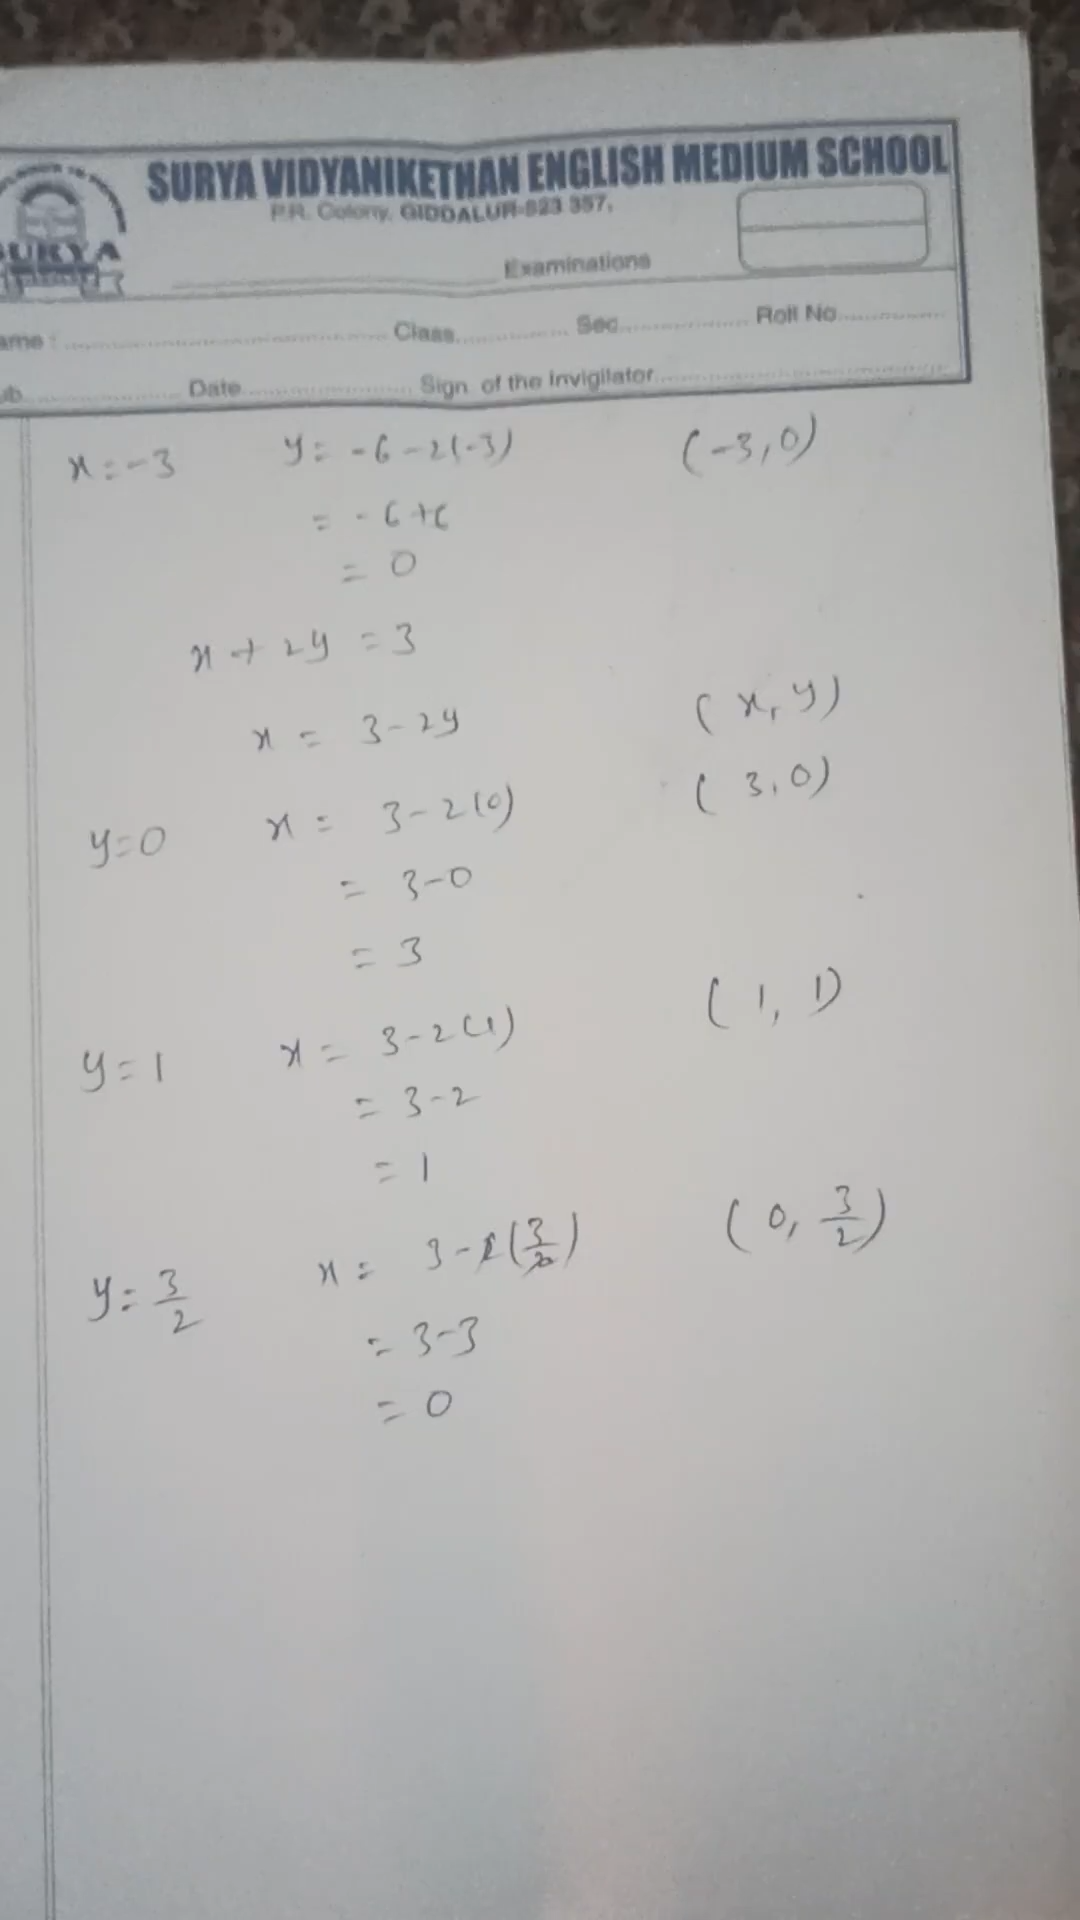 SURYA VIDYANIKETHAN ENGLISH MEDIUM SCHOOL
P.R. Colony, GIDDALUR-523 357.
SURYA
Examinations
ame : Class Sec Roll No
ub Date Sign of the Invigilator
x = -3 y = -6 - 2(-3) (-3, 0)
= -6 + 6
= 0
x + 2y = 3
x = 3 - 2y (x, y)
y = 0 x = 3 - 2(0) (3, 0)
= 3 - 0
= 3
y = 1 x = 3 - 2(1) (1, 1)
= 3 - 2
= 1
y = 3/2 x = 3 - 2(3/2) (0, 3/2)
= 3 - 3
= 0